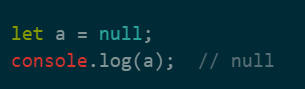 let a = null;
console.log(a);  // null